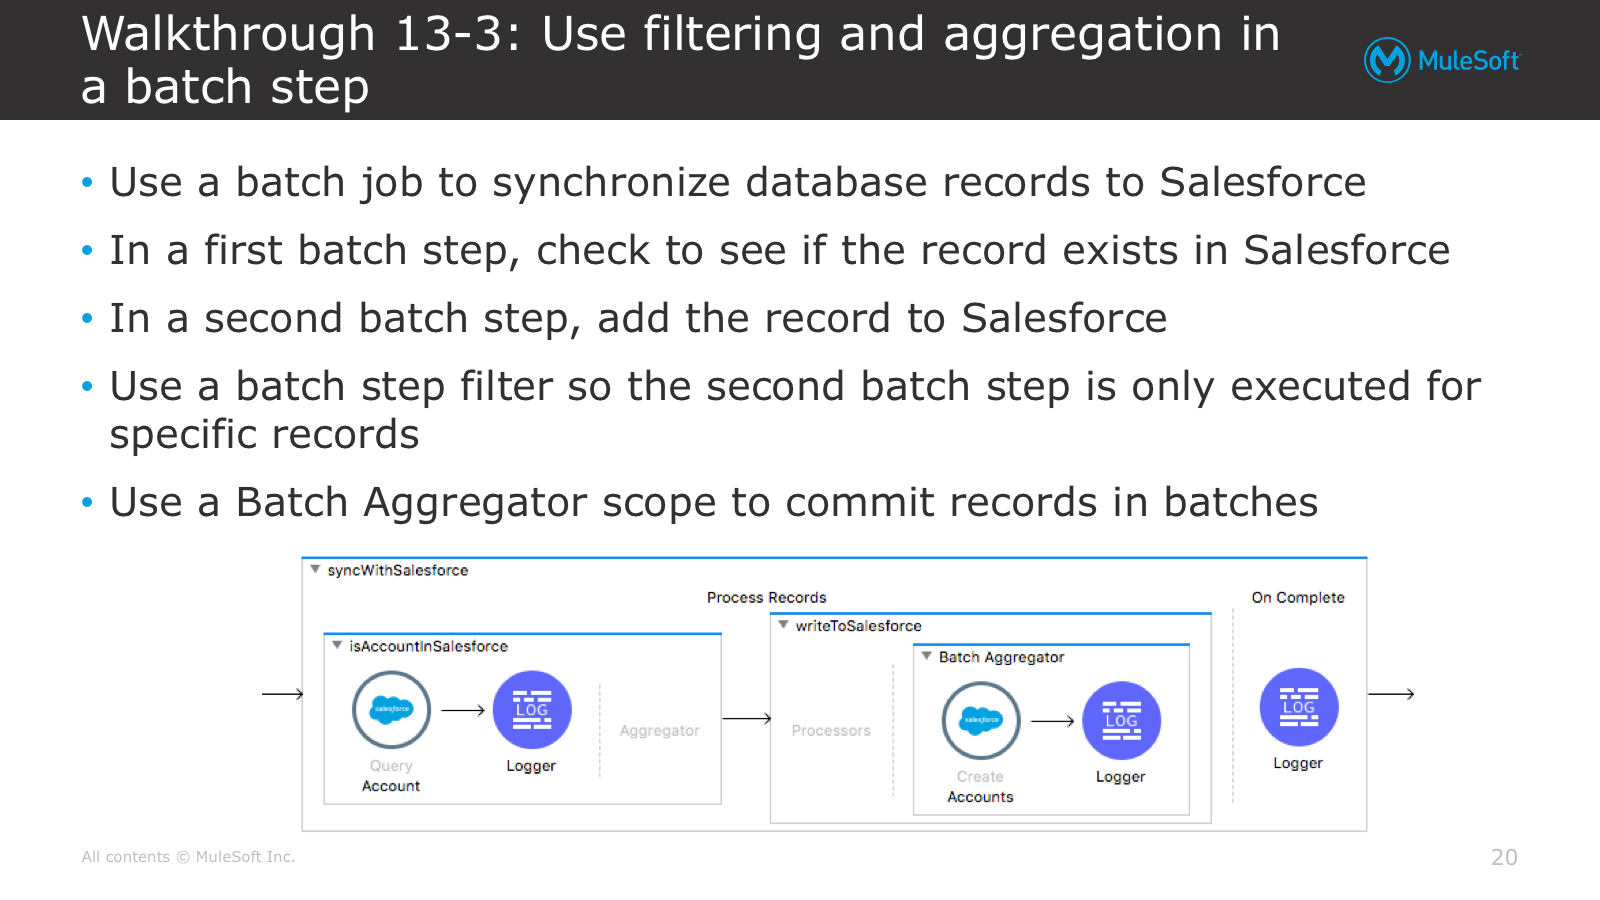 Walkthrough 13-3: Use filtering and aggregation in
a batch step
MuleSoft
• Use a batch job to synchronize database records to Salesforce
• In a first batch step, check to see if the record exists in Salesforce
• In a second batch step, add the record to Salesforce
• Use a batch step filter so the second batch step is only executed for
specific records
• Use a Batch Aggregator scope to commit records in batches
syncWithSalesforce
Process Records
On Complete
isAccountInSalesforce
salesforce
Query
Account
LOG
Logger
Aggregator
writeToSalesforce
Processors
Batch Aggregator
salesforce
Create
Accounts
LOG
Logger
LOG
Logger
All contents © MuleSoft Inc.
20